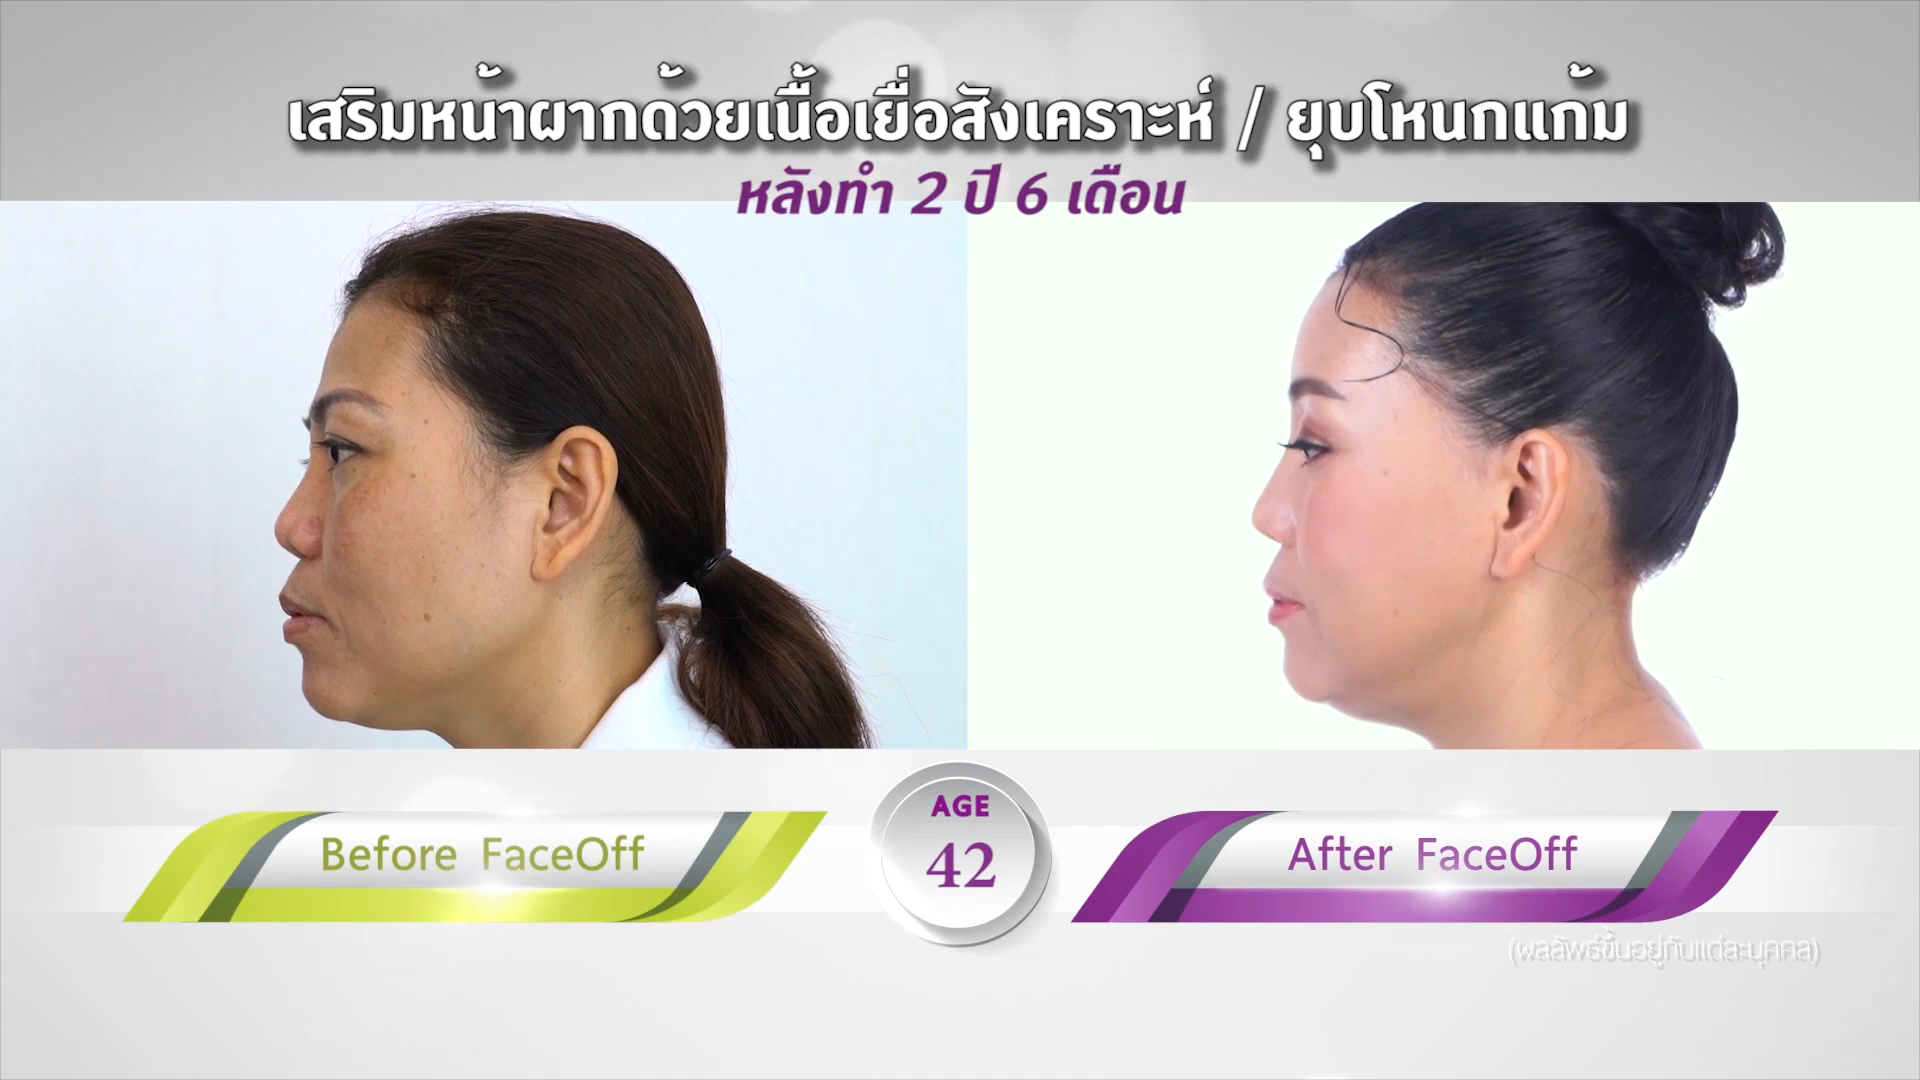 เสริมหน้าผากด้วยเนื้อเยื่อสังเคราะห์ / ยุบโหนกแก้ม
หลังทำ 2 ปี 6 เดือน
Before FaceOff
AGE
42
After FaceOff
(ผลลัพธ์ขึ้นอยู่กับแต่ละบุคคล)